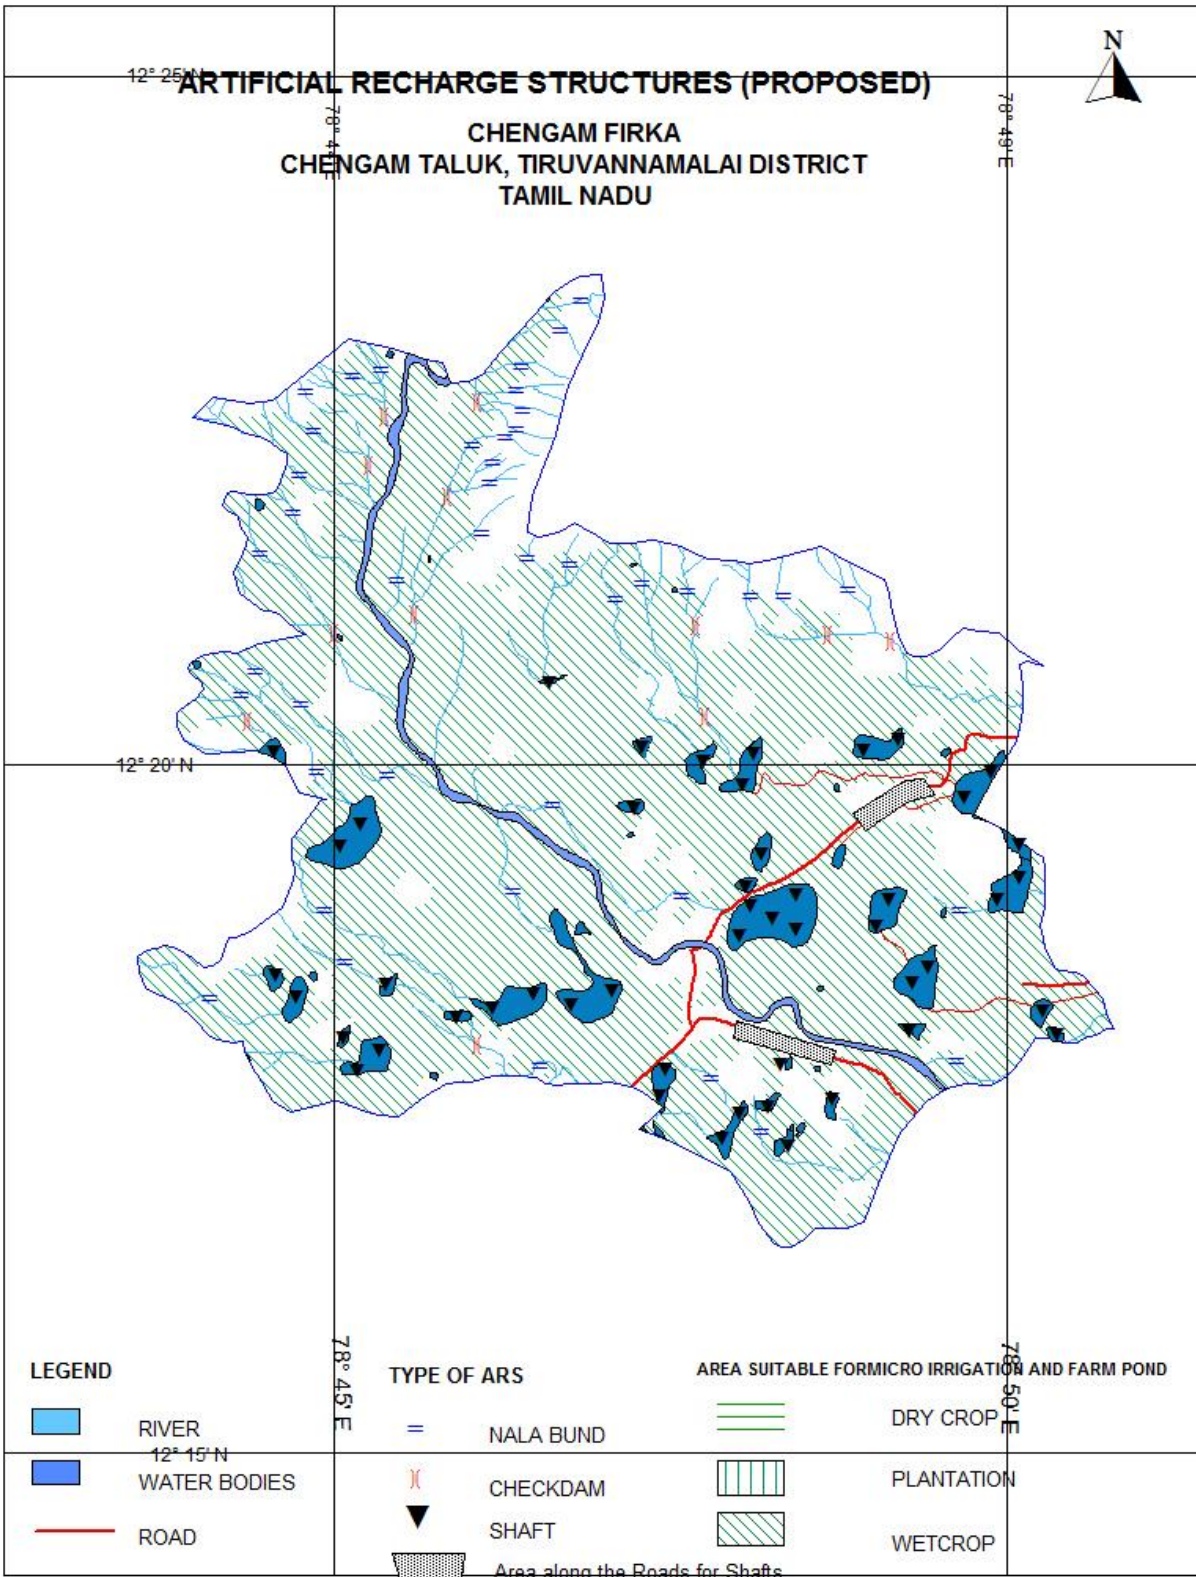 N
12° 25' N
ARTIFICIAL RECHARGE STRUCTURES (PROPOSED)
78° 49' E
CHENGAM FIRKA
CHENGAM TALUK, TIRUVANNAMALAI DISTRICT
TAMIL NADU
12° 20' N
78° 45' E
78° 50' E
LEGEND
RIVER
12° 15' N
WATER BODIES
ROAD
TYPE OF ARS
NALA BUND
CHECKDAM
SHAFT
Area along the Roads for Shafts
AREA SUITABLE FORMICRO IRRIGATION AND FARM POND
DRY CROP
PLANTATION
WETCROP